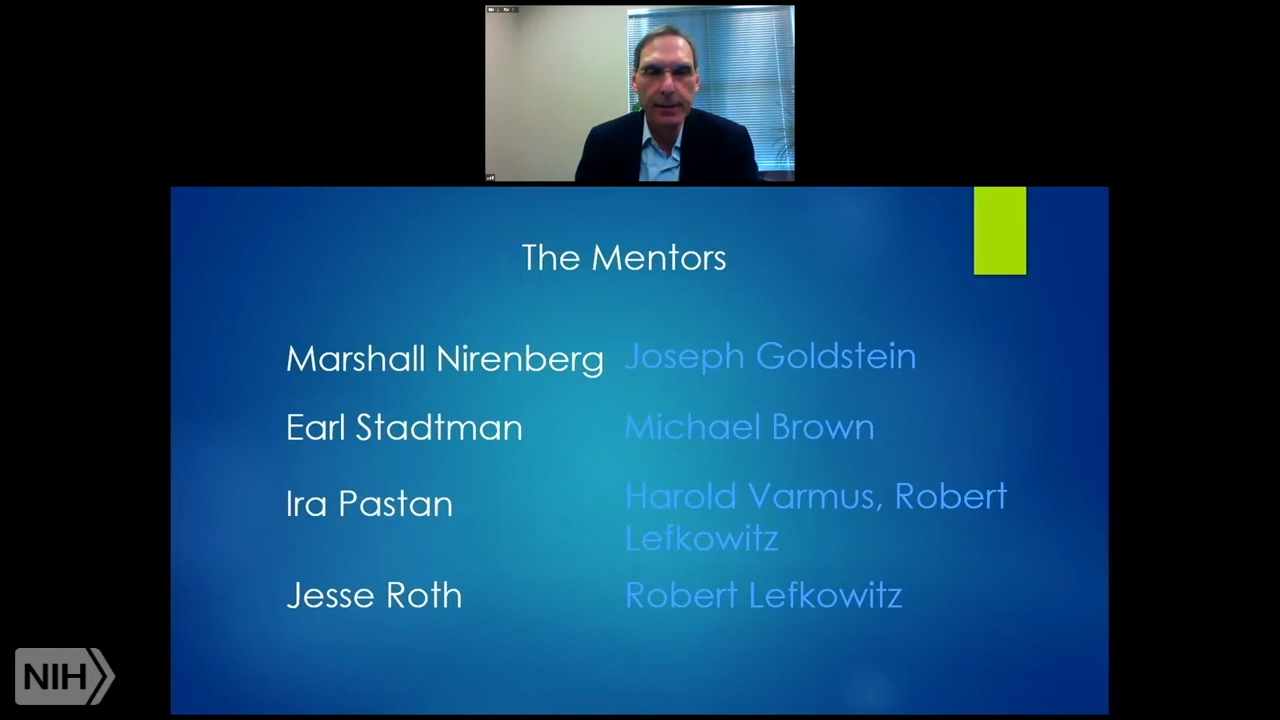 The Mentors
Marshall Nirenberg Joseph Goldstein
Earl Stadtman Michael Brown
Ira Pastan Harold Varmus, Robert
Lefkowitz
Jesse Roth Robert Lefkowitz
NIH